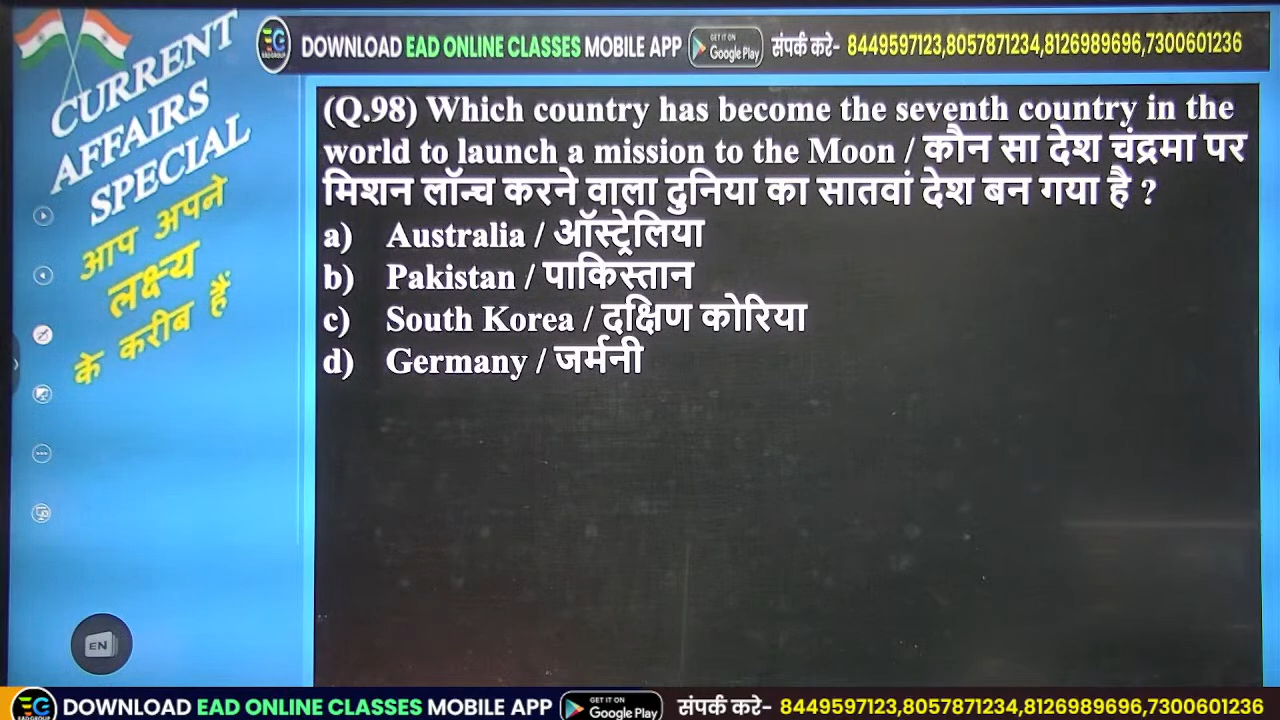 CURRENT
AFFAIRS
SPECIAL
आप अपने
लक्ष्य
के करीब हैं
EN
DOWNLOAD EAD ONLINE CLASSES MOBILE APP GET IT ON Google Play संपर्क करे- 8449597123,8057871234,8126989696,7300601236
(Q.98) Which country has become the seventh country in the
world to launch a mission to the Moon / कौन सा देश चंद्रमा पर
मिशन लॉन्च करने वाला दुनिया का सातवां देश बन गया है ?
a) Australia / ऑस्ट्रेलिया
b) Pakistan / पाकिस्तान
c) South Korea / दक्षिण कोरिया
d) Germany / जर्मनी
DOWNLOAD EAD ONLINE CLASSES MOBILE APP GET IT ON Google Play संपर्क करे- 8449597123,8057871234,8126989696,7300601236